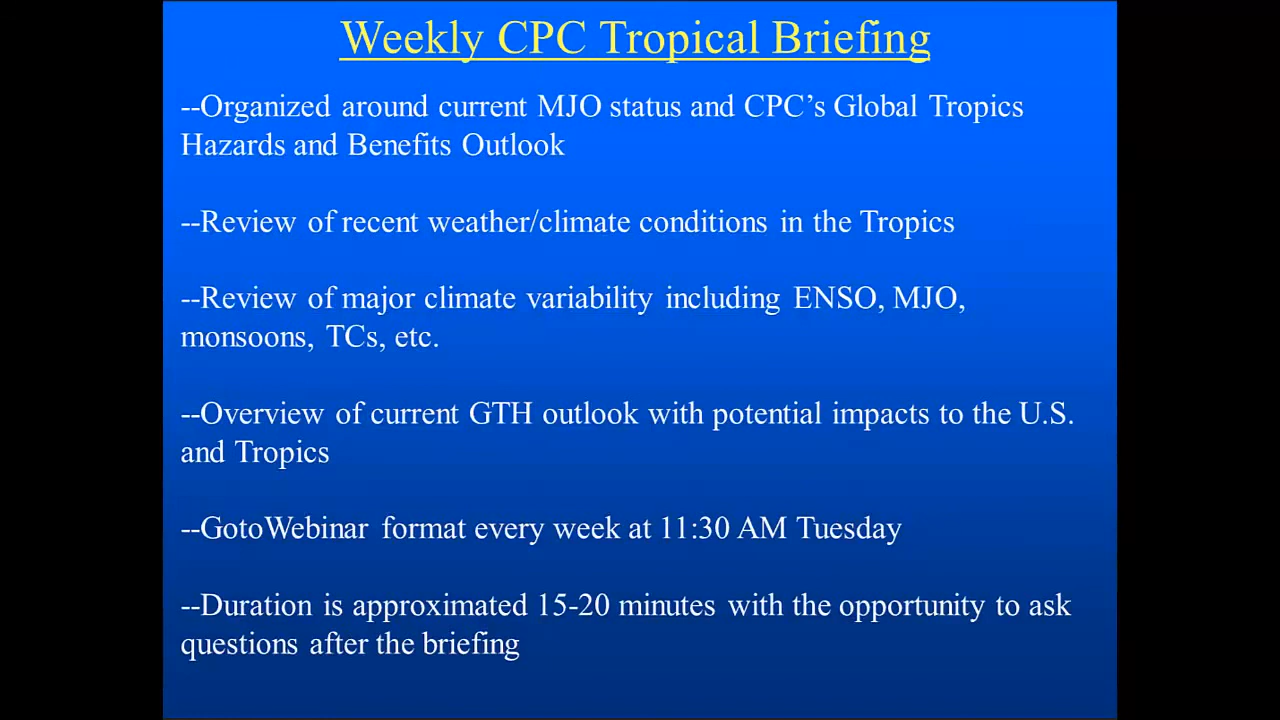 Weekly CPC Tropical Briefing
--Organized around current MJO status and CPC’s Global Tropics
Hazards and Benefits Outlook
--Review of recent weather/climate conditions in the Tropics
--Review of major climate variability including ENSO, MJO,
monsoons, TCs, etc.
--Overview of current GTH outlook with potential impacts to the U.S.
and Tropics
--GotoWebinar format every week at 11:30 AM Tuesday
--Duration is approximated 15-20 minutes with the opportunity to ask
questions after the briefing